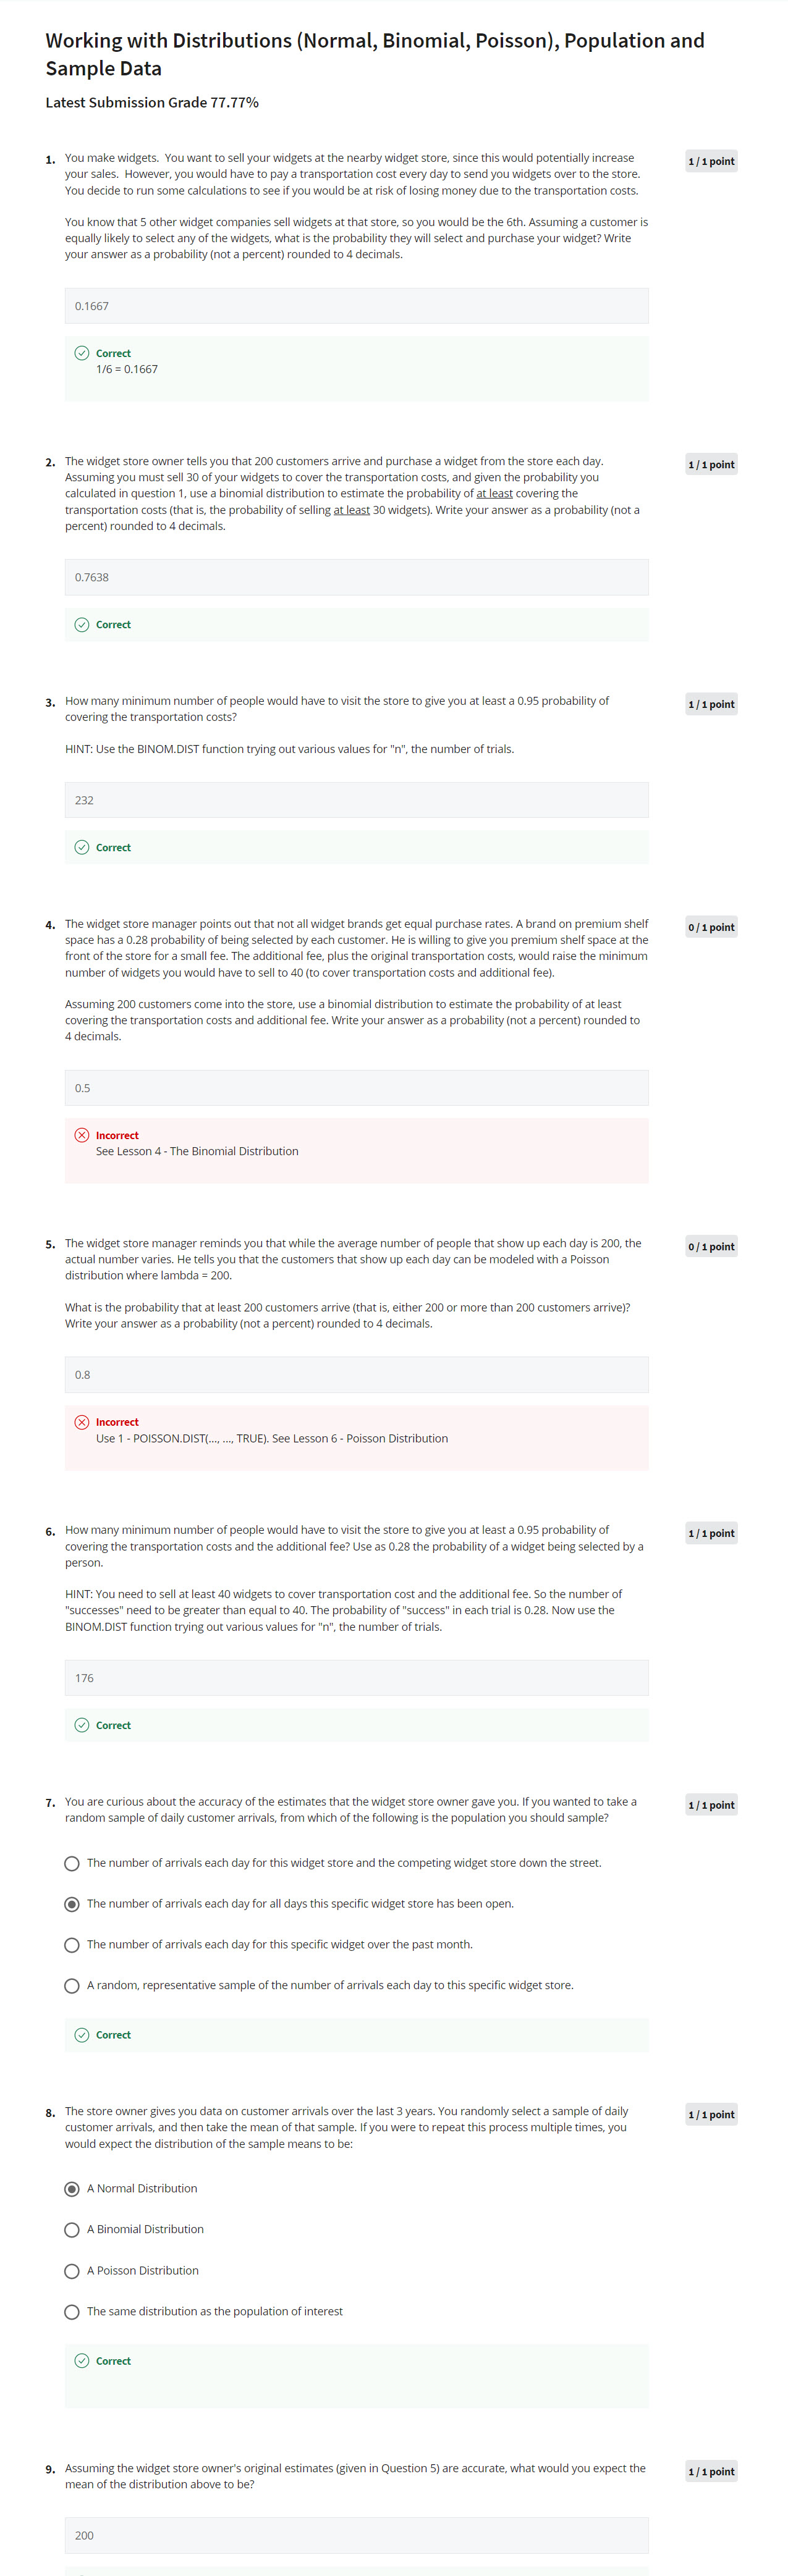 Working with Distributions (Normal, Binomial, Poisson), Population and
Sample Data
Latest Submission Grade 77.77%
1. You make widgets.  You want to sell your widgets at the nearby widget store, since this would potentially increase
your sales.  However, you would have to pay a transportation cost every day to send you widgets over to the store.
You decide to run some calculations to see if you would be at risk of losing money due to the transportation costs.
1 / 1 point
You know that 5 other widget companies sell widgets at that store, so you would be the 6th. Assuming a customer is
equally likely to select any of the widgets, what is the probability they will select and purchase your widget? Write
your answer as a probability (not a percent) rounded to 4 decimals.
0.1667
Correct
1/6 = 0.1667
2. The widget store owner tells you that 200 customers arrive and purchase a widget from the store each day.
Assuming you must sell 30 of your widgets to cover the transportation costs, and given the probability you
calculated in question 1, use a binomial distribution to estimate the probability of at least covering the
transportation costs (that is, the probability of selling at least 30 widgets). Write your answer as a probability (not a
percent) rounded to 4 decimals.
1 / 1 point
0.7638
Correct
3. How many minimum number of people would have to visit the store to give you at least a 0.95 probability of
covering the transportation costs?
1 / 1 point
HINT: Use the BINOM.DIST function trying out various values for "n", the number of trials.
232
Correct
4. The widget store manager points out that not all widget brands get equal purchase rates. A brand on premium shelf
space has a 0.28 probability of being selected by each customer. He is willing to give you premium shelf space at the
front of the store for a small fee. The additional fee, plus the original transportation costs, would raise the minimum
number of widgets you would have to sell to 40 (to cover transportation costs and additional fee).
0 / 1 point
Assuming 200 customers come into the store, use a binomial distribution to estimate the probability of at least
covering the transportation costs and additional fee. Write your answer as a probability (not a percent) rounded to
4 decimals.
0.5
Incorrect
See Lesson 4 - The Binomial Distribution
5. The widget store manager reminds you that while the average number of people that show up each day is 200, the
actual number varies. He tells you that the customers that show up each day can be modeled with a Poisson
distribution where lambda = 200.
0 / 1 point
What is the probability that at least 200 customers arrive (that is, either 200 or more than 200 customers arrive)?
Write your answer as a probability (not a percent) rounded to 4 decimals.
0.8
Incorrect
Use 1 - POISSON.DIST(..., ..., TRUE). See Lesson 6 - Poisson Distribution
6. How many minimum number of people would have to visit the store to give you at least a 0.95 probability of
covering the transportation costs and the additional fee? Use as 0.28 the probability of a widget being selected by a
person.
1 / 1 point
HINT: You need to sell at least 40 widgets to cover transportation cost and the additional fee. So the number of
"successes" need to be greater than equal to 40. The probability of "success" in each trial is 0.28. Now use the
BINOM.DIST function trying out various values for "n", the number of trials.
176
Correct
7. You are curious about the accuracy of the estimates that the widget store owner gave you. If you wanted to take a
random sample of daily customer arrivals, from which of the following is the population you should sample?
1 / 1 point
The number of arrivals each day for this widget store and the competing widget store down the street.
The number of arrivals each day for all days this specific widget store has been open.
The number of arrivals each day for this specific widget over the past month.
A random, representative sample of the number of arrivals each day to this specific widget store.
Correct
8. The store owner gives you data on customer arrivals over the last 3 years. You randomly select a sample of daily
customer arrivals, and then take the mean of that sample. If you were to repeat this process multiple times, you
would expect the distribution of the sample means to be:
1 / 1 point
A Normal Distribution
A Binomial Distribution
A Poisson Distribution
The same distribution as the population of interest
Correct
9. Assuming the widget store owner's original estimates (given in Question 5) are accurate, what would you expect the
mean of the distribution above to be?
1 / 1 point
200